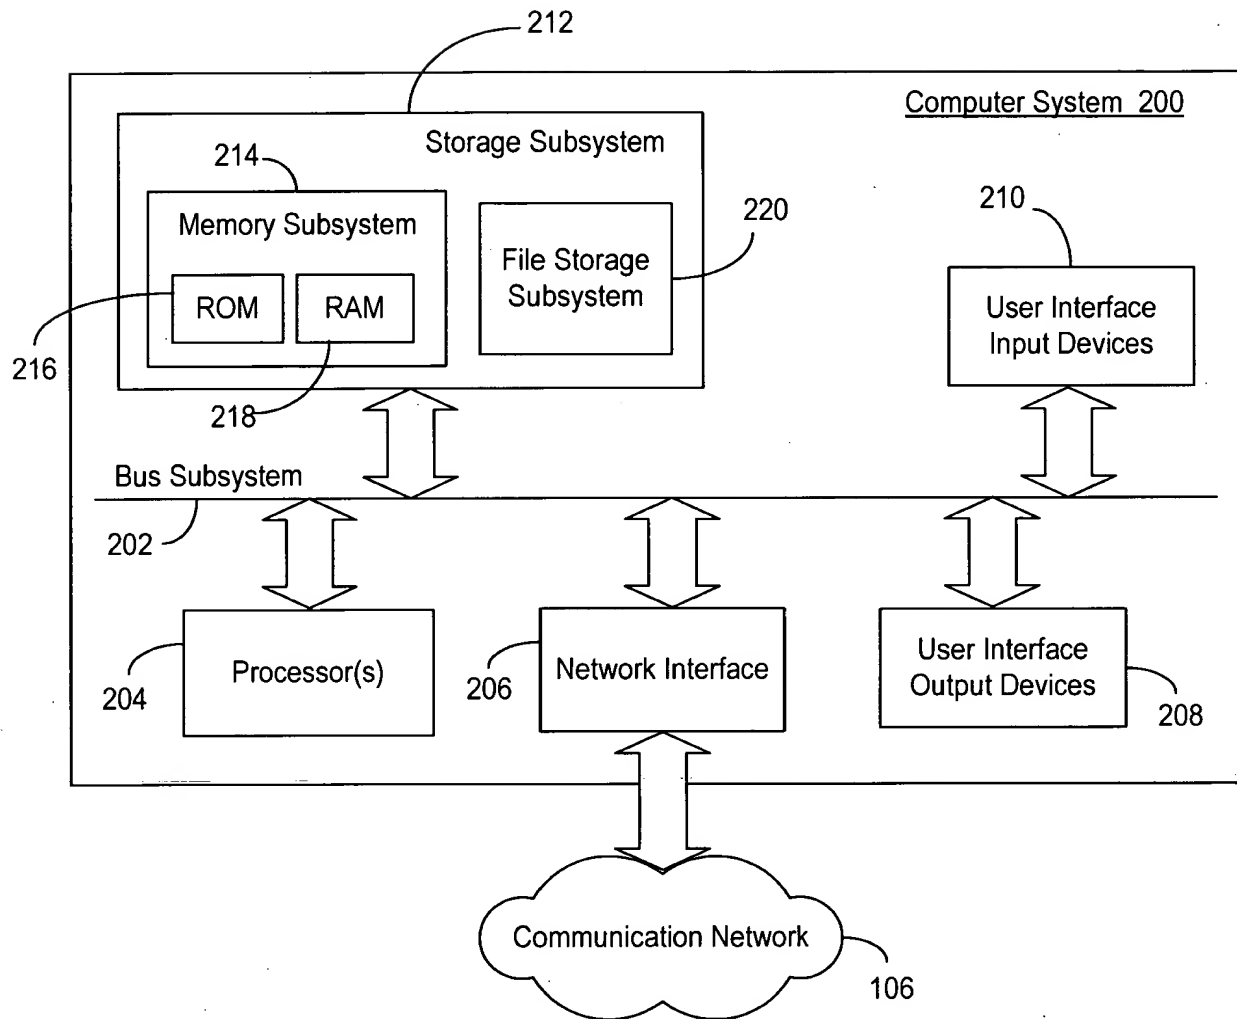 212
Computer System 200
Storage Subsystem
214
Memory Subsystem
ROM
RAM
216
218
File Storage
Subsystem
220
210
User Interface
Input Devices
Bus Subsystem
202
Processor(s)
204
Network Interface
206
User Interface
Output Devices
208
Communication Network
106